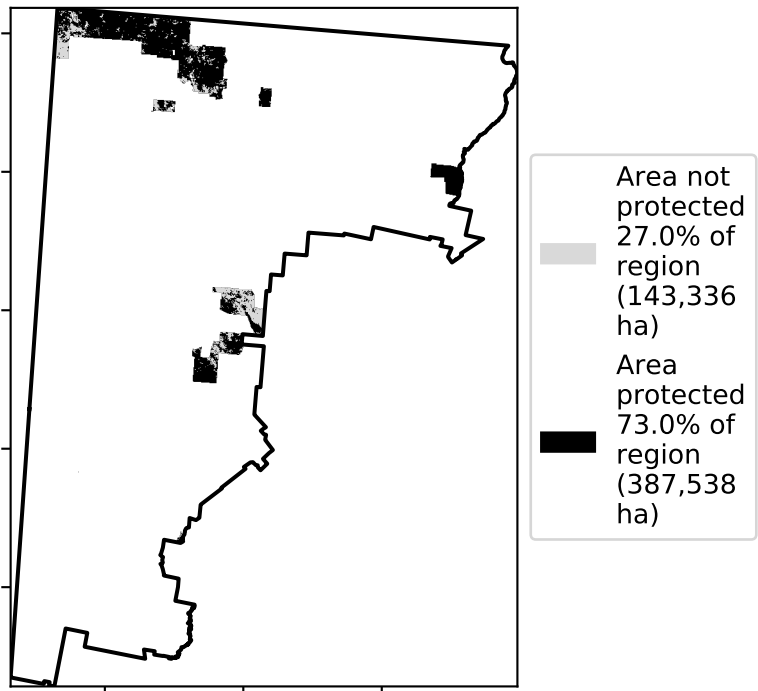 Area not
protected
27.0% of
region
(143,336
ha)
Area
protected
73.0% of
region
(387,538
ha)